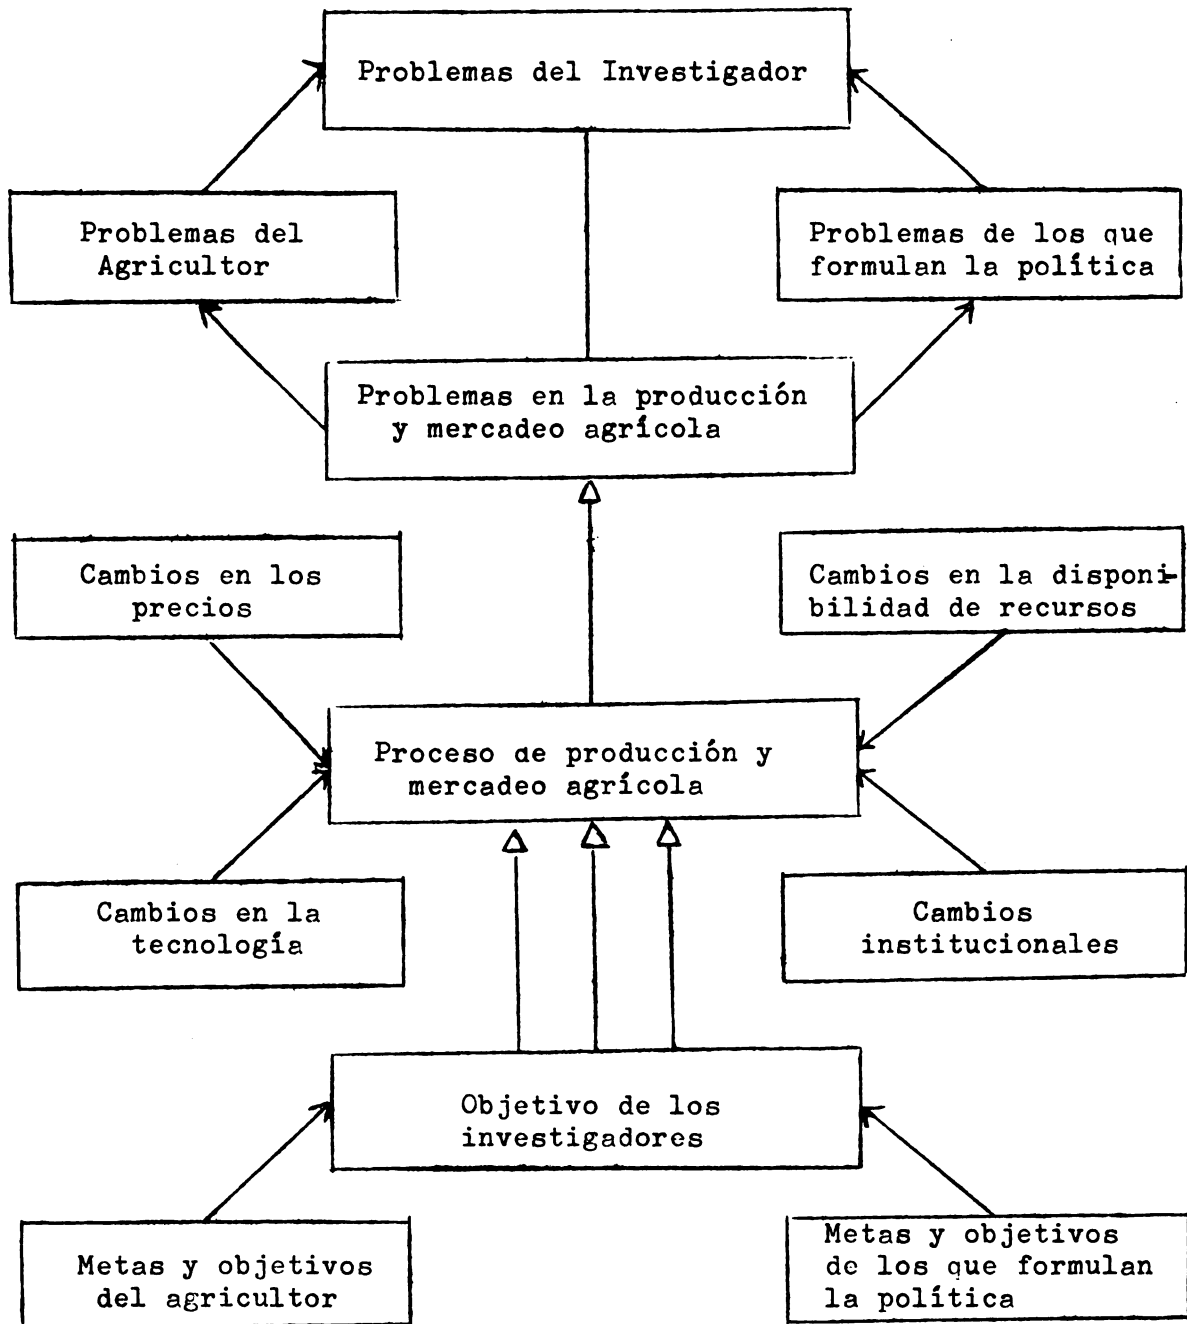 Problemas del Investigador
Problemas del
Agricultor
Problemas de los que
formulan la política
Problemas en la producción
y mercadeo agrícola
Cambios en los
precios
Cambios en la disponi-
bilidad de recursos
Proceso de producción y
mercadeo agrícola
Cambios en la
tecnología
Cambios
institucionales
Objetivo de los
investigadores
Metas y objetivos
del agricultor
Metas y objetivos
de los que formulan
la política